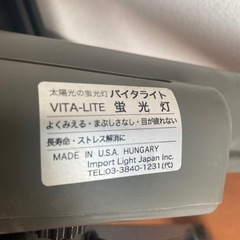 太陽光の蛍光灯 バイタライト
VITA-LITE 蛍光灯
よくみえる・まぶしさなし・目が疲れない
長寿命・ストレス解消に
MADE IN U.S.A. HUNGARY
Import Light Japan Inc.
TEL:03-3840-1231(代)